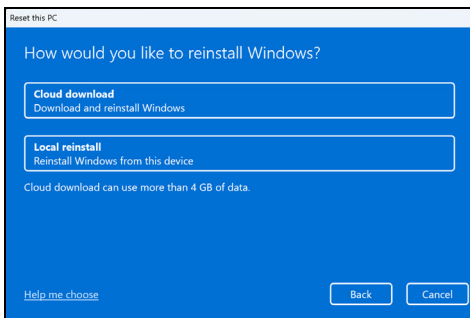 Reset this PC
How would you like to reinstall Windows?
Cloud download
Download and reinstall Windows
Local reinstall
Reinstall Windows from this device
Cloud download can use more than 4 GB of data.
Help me choose
Back
Cancel